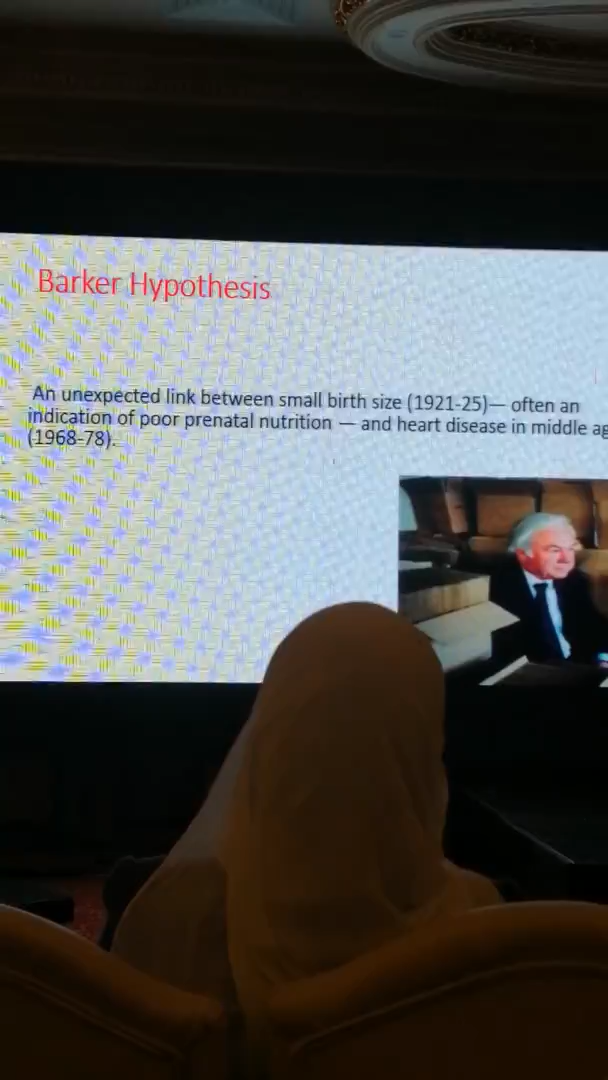 Barker Hypothesis
An unexpected link between small birth size (1921-25)— often an
indication of poor prenatal nutrition — and heart disease in middle ag
(1968-78).